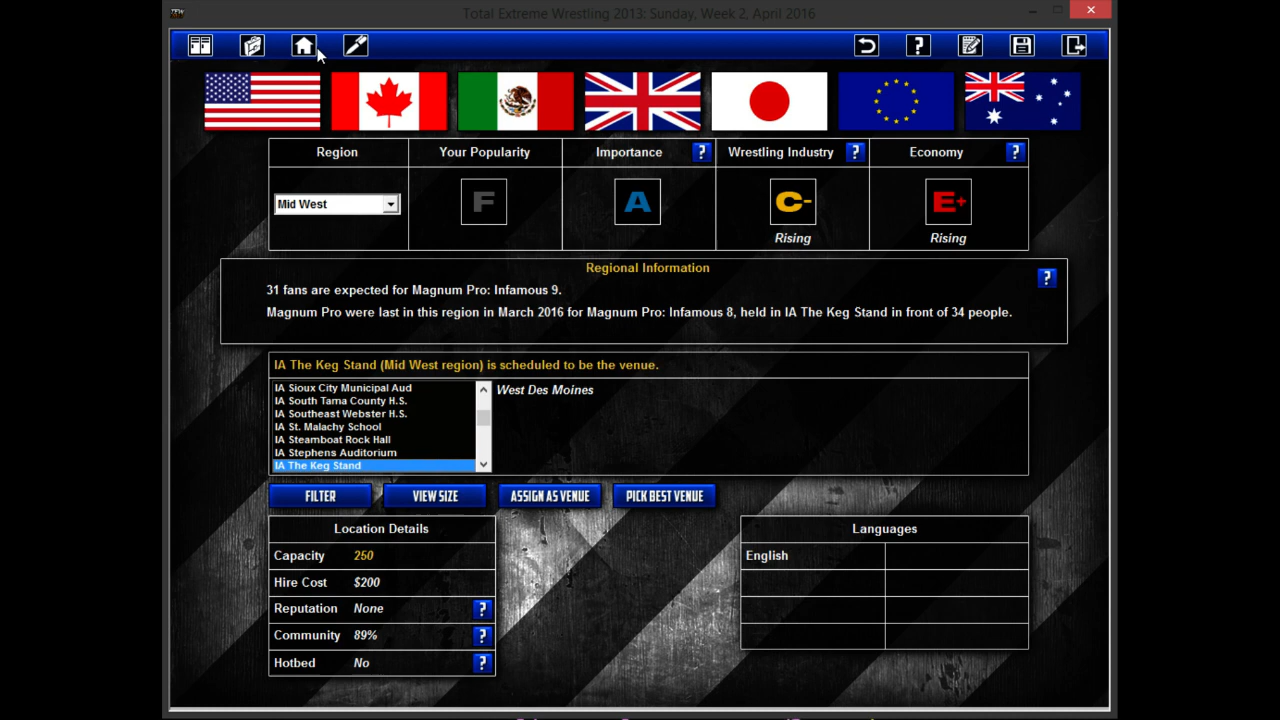 TEW
Total Extreme Wrestling 2013: Sunday, Week 2, April 2016
Region
Your Popularity
Importance ?
Wrestling Industry ?
Economy ?
Mid West
F
A
C-
E+
Rising
Rising
Regional Information
31 fans are expected for Magnum Pro: Infamous 9.
Magnum Pro were last in this region in March 2016 for Magnum Pro: Infamous 8, held in IA The Keg Stand in front of 34 people.
IA The Keg Stand (Mid West region) is scheduled to be the venue.
IA Sioux City Municipal Aud
IA South Tama County H.S.
IA Southeast Webster H.S.
IA St. Malachy School
IA Steamboat Rock Hall
IA Stephens Auditorium
IA The Keg Stand
West Des Moines
FILTER
VIEW SIZE
ASSIGN AS VENUE
PICK BEST VENUE
Location Details
Capacity 250
Hire Cost $200
Reputation None ?
Community 89% ?
Hotbed No ?
Languages
English